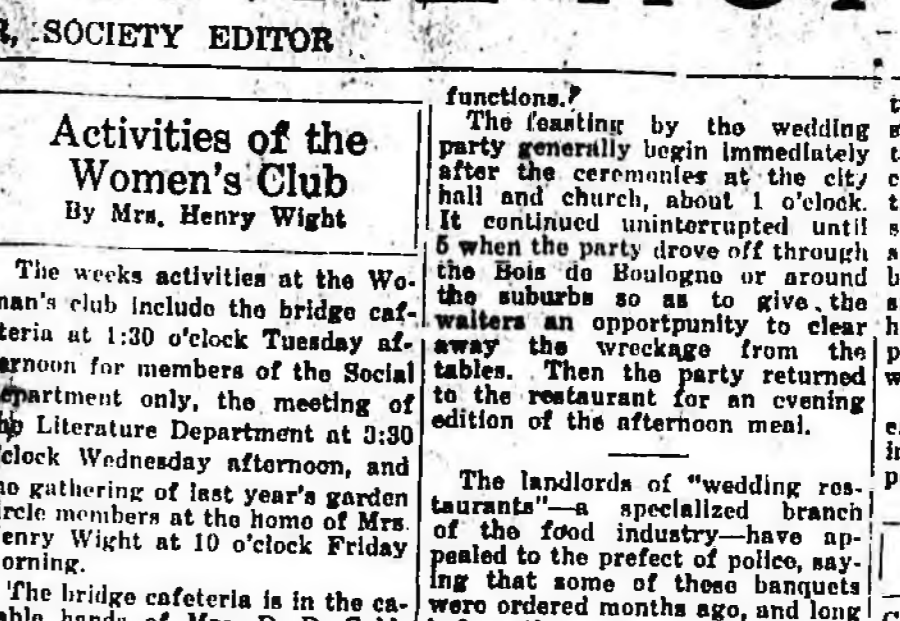 SOCIETY EDITOR
Activities of the
Women's Club
By Mrs. Henry Wight
The weeks activities at the Wo-
man's club include the bridge caf-
teria at 1:30 o'clock Tuesday af-
ernoon for members of the Social
epartment only, the meeting of
Literature Department at 3:30
'clock Wednesday afternoon, and
gathering of last year's garden
ircle members at the home of Mrs.
enry Wight at 10 o'clock Friday
orning.
The bridge cafeteria is in the ca-
able hands of Mrs.
functions.
The feasting by the wedding
party generally begin immediately
after the ceremonies at the city
hall and church, about 1 o'clock.
It continued uninterrupted until
5 when the party drove off through
the Bois de Boulogne or around
the suburbs so as to give the
waiters an opportpunity to clear
away the wreckage from the
tables. Then the party returned
to the restaurant for an evening
edition of the afternoon meal.
The landlords of "wedding res-
taurants"—a specialized branch
of the food industry—have ap-
pealed to the prefect of police, say-
ing that some of these banquets
were ordered months ago, and long